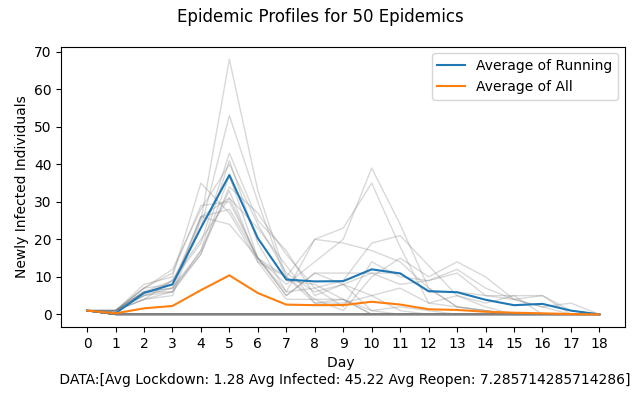 Epidemic Profiles for 50 Epidemics
70
60
50
40
30
20
10
0
Newly Infected Individuals
Average of Running
Average of All
0 1 2 3 4 5 6 7 8 9 10 11 12 13 14 15 16 17 18
Day
DATA:[Avg Lockdown: 1.28 Avg Infected: 45.22 Avg Reopen: 7.285714285714286]